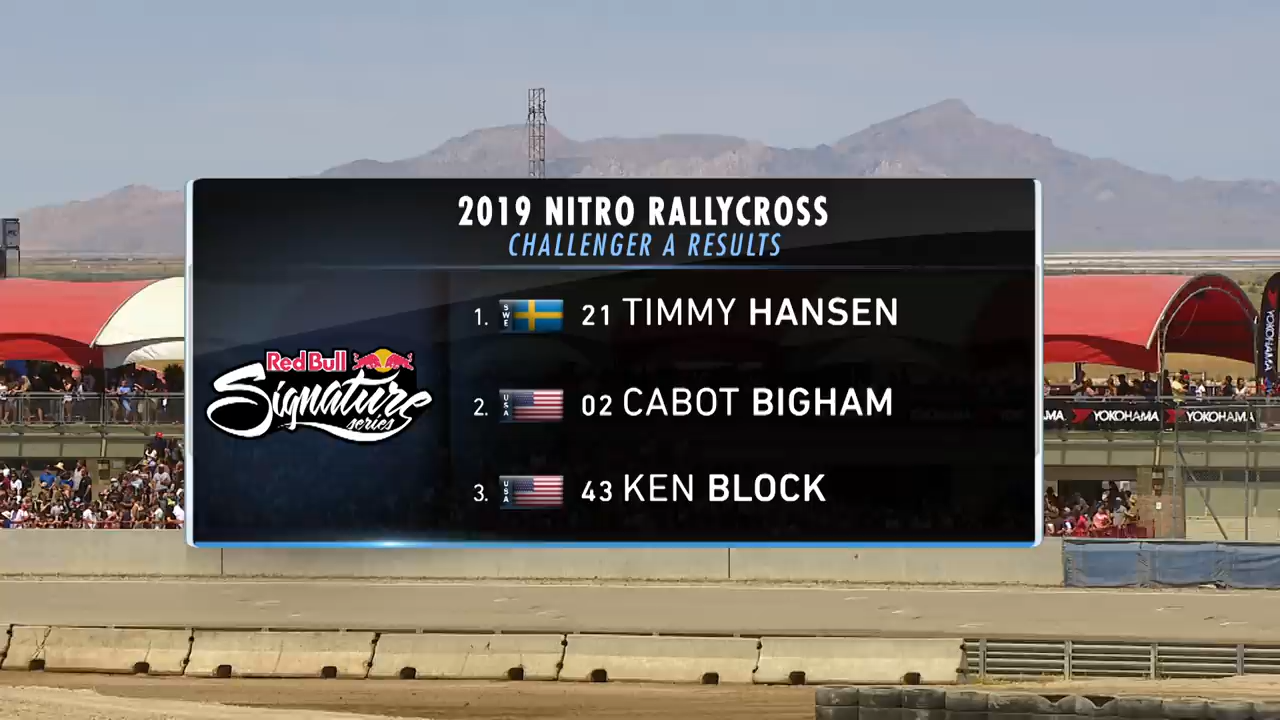 2019 NITRO RALLYCROSS
CHALLENGER A RESULTS
1. SWE 21 TIMMY HANSEN
2. USA 02 CABOT BIGHAM
3. USA 43 KEN BLOCK
Red Bull
Signature
series
YOKOHAMA
YOKOHAMA
YOKOHAMA